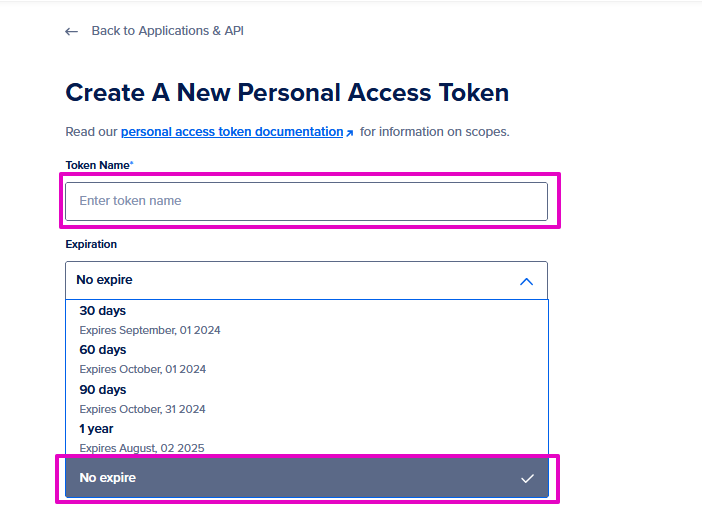 ← Back to Applications & API
Create A New Personal Access Token
Read our personal access token documentation↗ for information on scopes.
Token Name*
Enter token name
Expiration
No expire
30 days
Expires September, 01 2024
60 days
Expires October, 01 2024
90 days
Expires October, 31 2024
1 year
Expires August, 02 2025
No expire